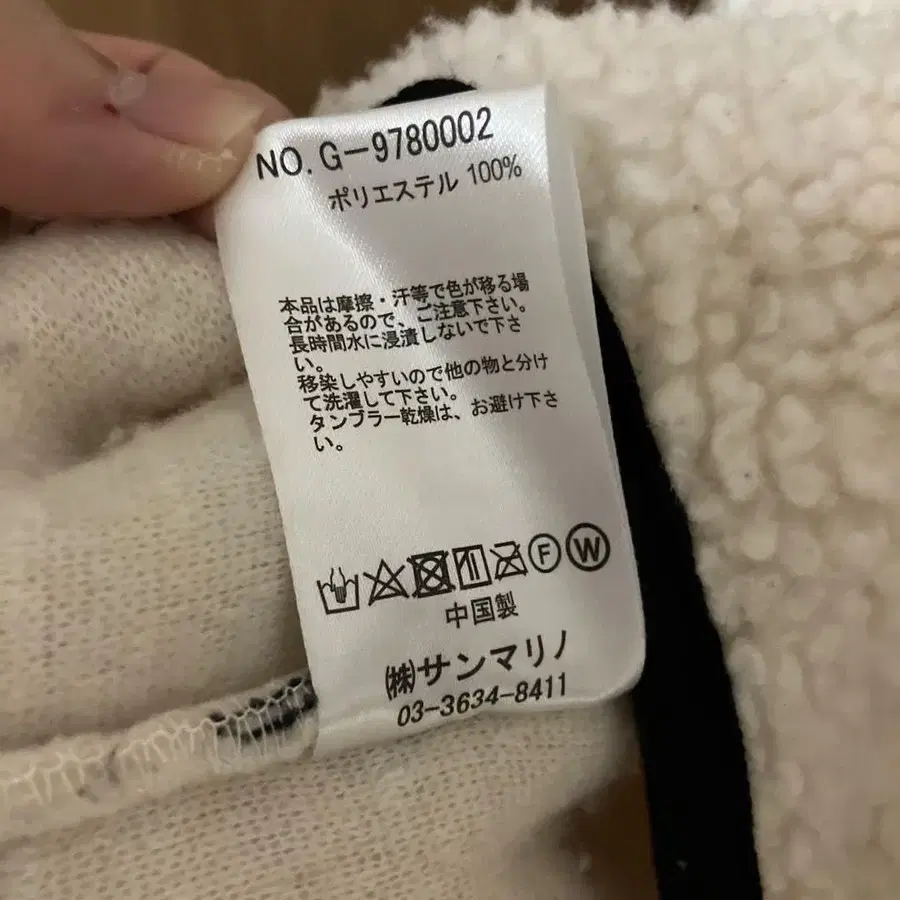 NO.G-9780002
ポリエステル 100%
本品は摩擦・汗等で色が移る場
合があるので、ご注意下さい。
長時間水に浸漬しないで下さ
い。
移染しやすいので他の物と分け
て洗濯して下さい。
タンブラー乾燥は、お避け下さ
い。
F W
中国製
㈱サンマリノ
03-3634-8411